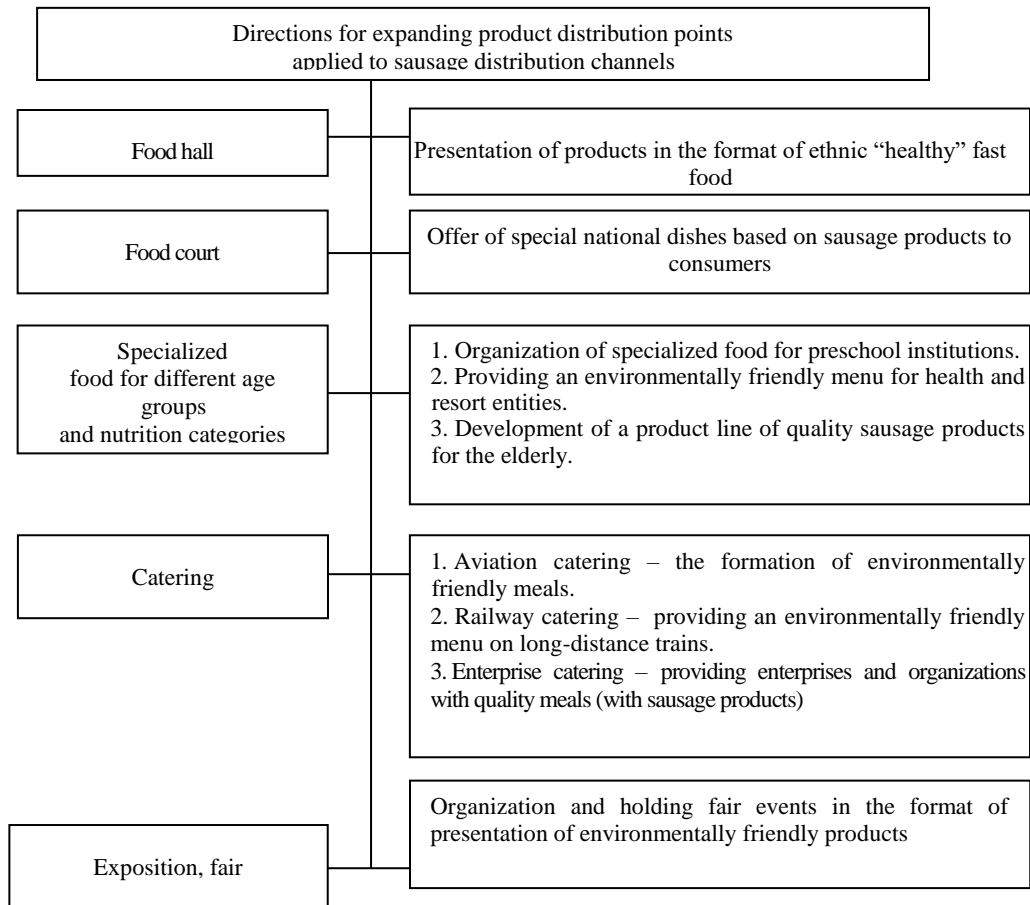 Directions for expanding product distribution points
applied to sausage distribution channels
Food hall
Presentation of products in the format of ethnic “healthy” fast
food
Food court
Offer of special national dishes based on sausage products to
consumers
Specialized
food for different age
groups
and nutrition categories
1. Organization of specialized food for preschool institutions.
2. Providing an environmentally friendly menu for health and
resort entities.
3. Development of a product line of quality sausage products
for the elderly.
Catering
1. Aviation catering – the formation of environmentally
friendly meals.
2. Railway catering – providing an environmentally friendly
menu on long-distance trains.
3. Enterprise catering – providing enterprises and organizations
with quality meals (with sausage products)
Exposition, fair
Organization and holding fair events in the format of
presentation of environmentally friendly products